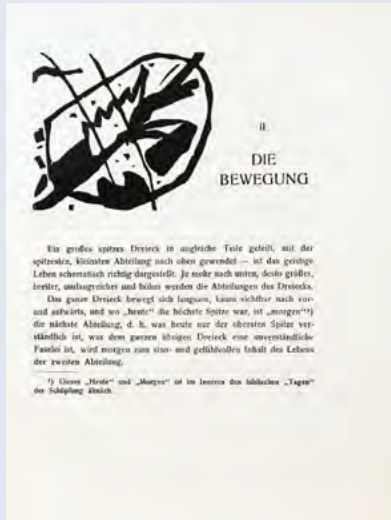 II.
DIE
BEWEGUNG
Ein großes spitzes Dreieck in ungleiche Teile geteilt, mit der
spitzesten, kleinsten Abteilung nach oben gewendet — ist das geistige
Leben schematisch richtig dargestellt. Je mehr nach unten, desto größer,
breiter, umfangreicher und höher werden die Abteilungen des Dreiecks.
Das ganze Dreieck bewegt sich langsam, kaum sichtbar nach vor-
und aufwärts, und wo „heute“ die höchste Spitze war, ist „morgen“¹)
die nächste Abteilung, d. h. was heute nur der obersten Spitze ver-
ständlich ist, was dem ganzen übrigen Dreieck eine unverständliche
Faselei ist, wird morgen zum sinn- und gefühlvollen Inhalt des Lebens
der zweiten Abteilung.
¹) Dieses „Heute“ und „Morgen“ ist im Inneren den biblischen „Tagen“
der Schöpfung ähnlich.